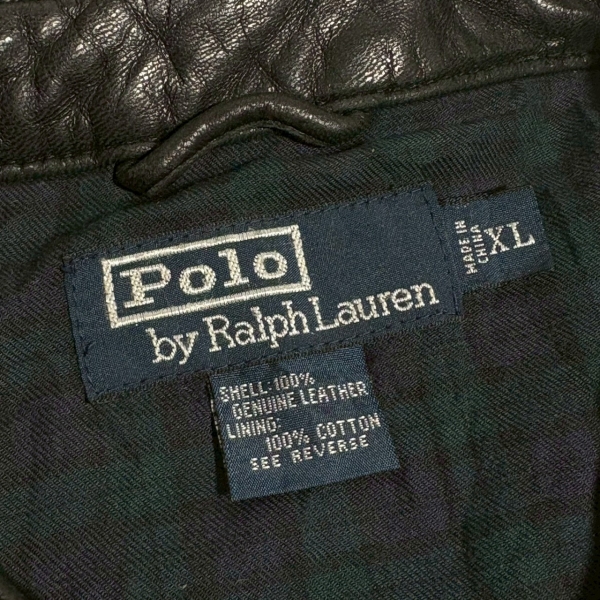 Polo
by Ralph Lauren
MADE IN
CHINA
XL
SHELL: 100%
GENUINE LEATHER
LINING:
100% COTTON
SEE REVERSE